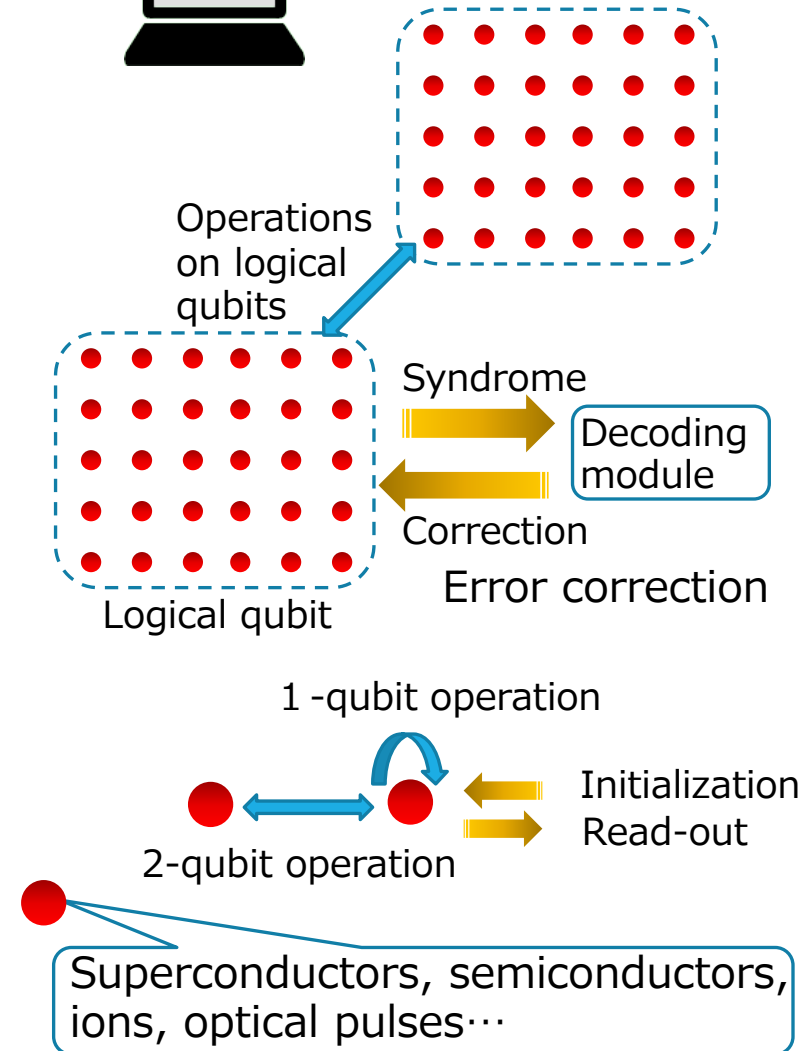 Operations
on logical
qubits
Syndrome
Decoding
module
Correction
Error correction
Logical qubit
１-qubit operation
Initialization
Read-out
2-qubit operation
Superconductors, semiconductors,
ions, optical pulses…